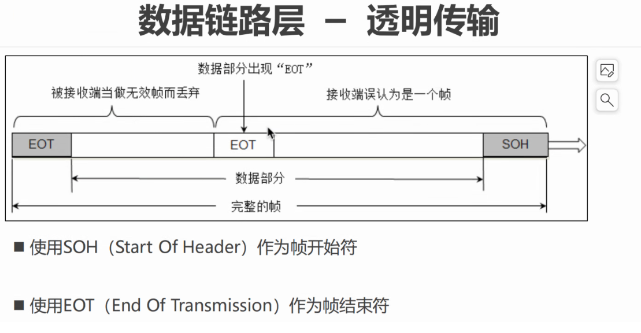 数据链路层 － 透明传输
数据部分出现“EOT”
被接收端当做无效帧而丢弃
接收端误认为是一个帧
EOT
EOT
SOH
数据部分
完整的帧
■ 使用SOH（Start Of Header）作为帧开始符
■ 使用EOT（End Of Transmission）作为帧结束符